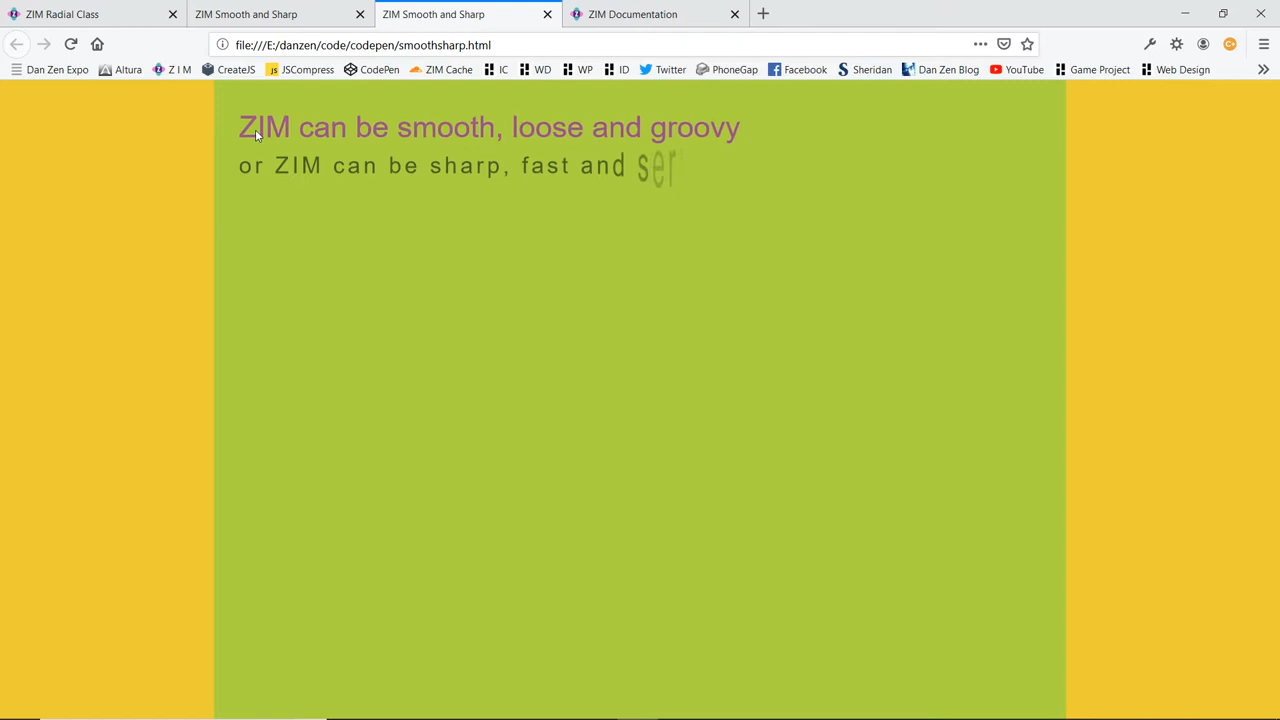 ZIM Radial Class
ZIM Smooth and Sharp
ZIM Smooth and Sharp
ZIM Documentation
file:///E:/danzen/code/codepen/smoothsharp.html
Dan Zen Expo
Altura
Z I M
CreateJS
JS
JSCompress
CodePen
ZIM Cache
IC
WD
WP
ID
Twitter
PhoneGap
Facebook
Sheridan
Dan Zen Blog
YouTube
Game Project
Web Design
ZIM can be smooth, loose and groovy
or ZIM can be sharp, fast and ser